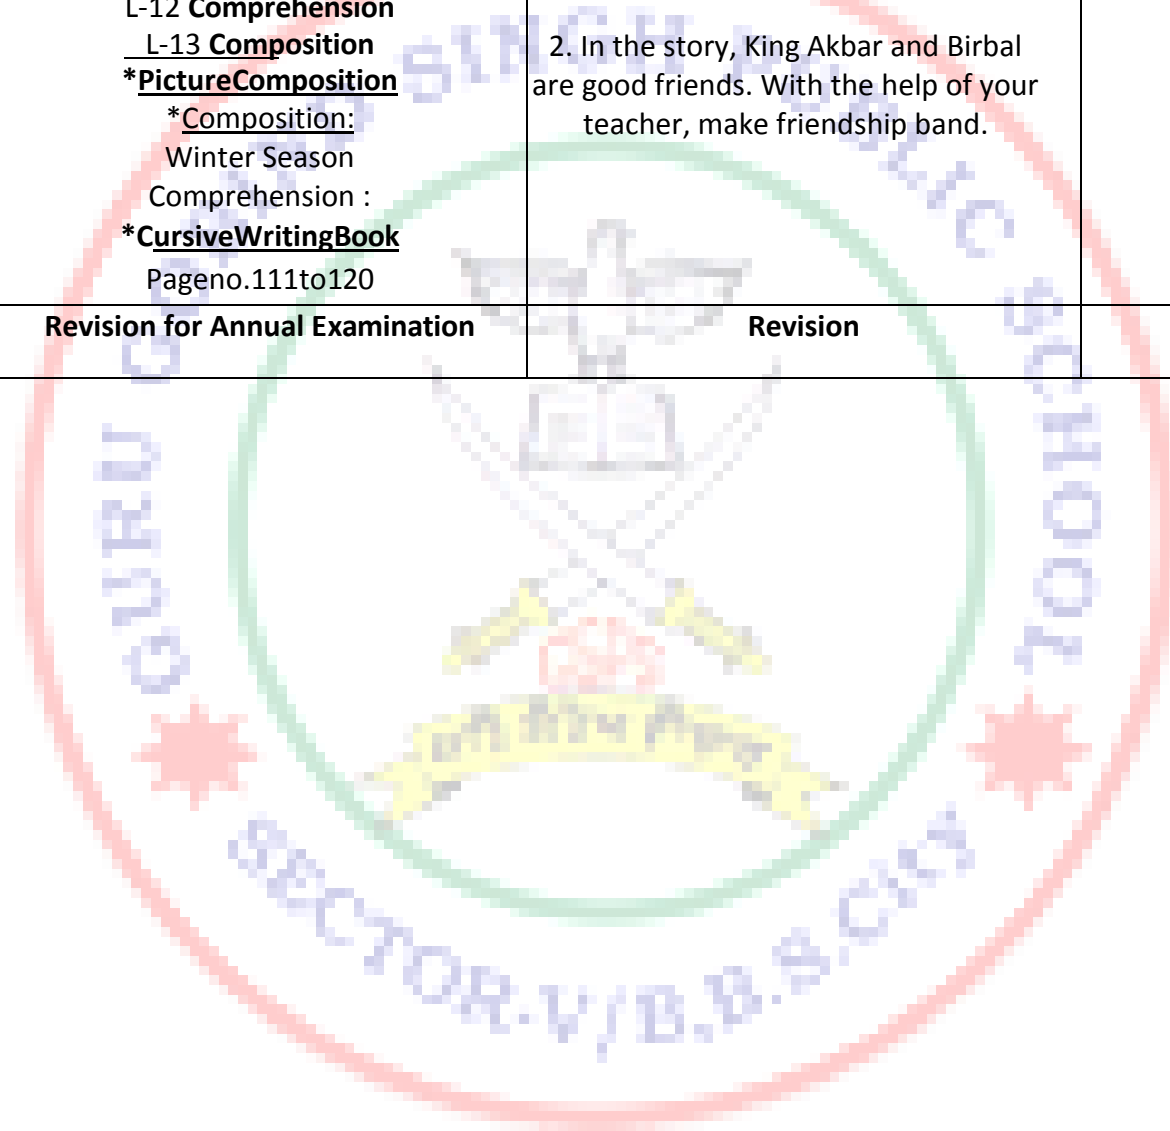 L-12 Comprehension
L-13 Composition
*PictureComposition
*Composition:
Winter Season
Comprehension :
*CursiveWritingBook
Pageno.111to120
2. In the story, King Akbar and Birbal
are good friends. With the help of your
teacher, make friendship band.
Revision for Annual Examination
Revision
GURU GOBIND SINGH PUBLIC SCHOOL
SECTOR-V/B.B.S.City